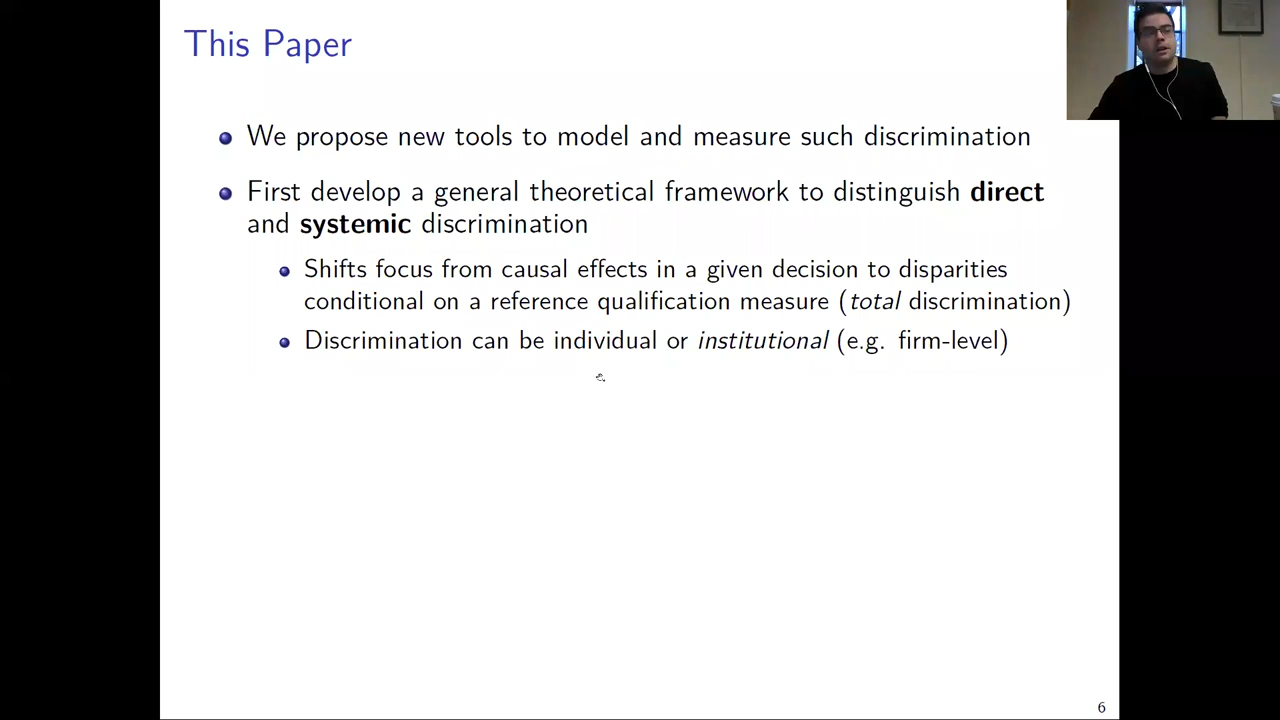 This Paper
We propose new tools to model and measure such discrimination
First develop a general theoretical framework to distinguish direct
and systemic discrimination
Shifts focus from causal effects in a given decision to disparities
conditional on a reference qualification measure (total discrimination)
Discrimination can be individual or institutional (e.g. firm-level)
6